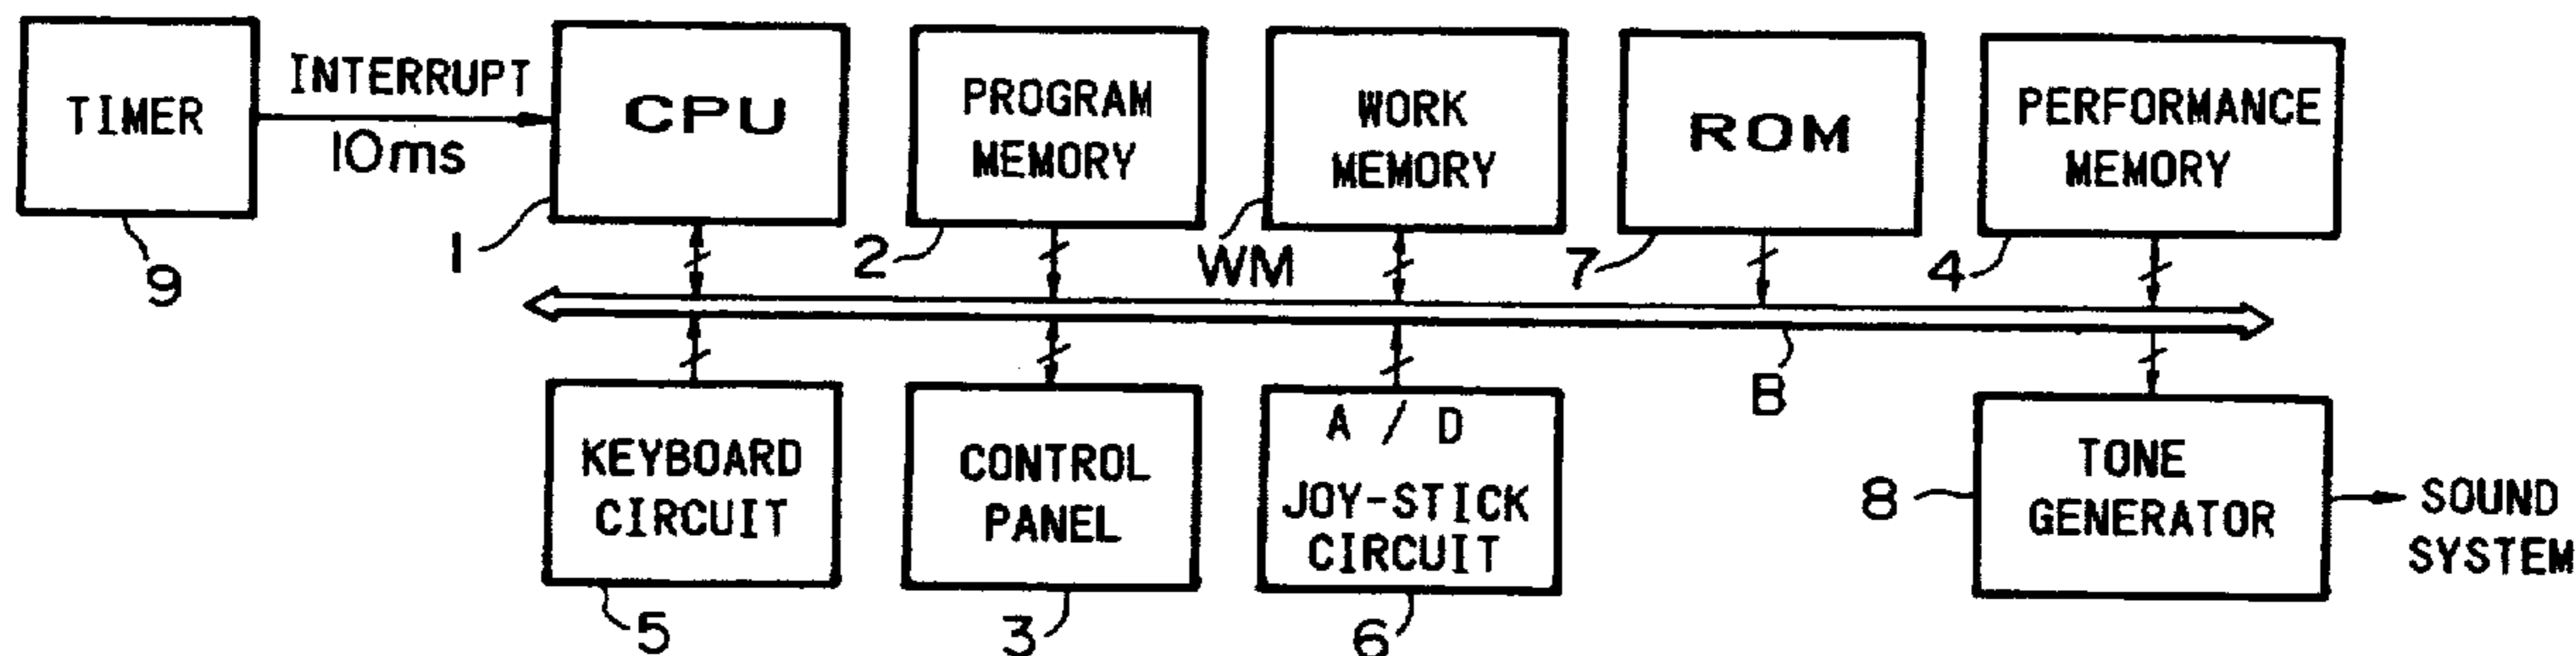 TIMER
INTERRUPT
10ms
CPU
PROGRAM
MEMORY
WORK
MEMORY
ROM
PERFORMANCE
MEMORY
9
1
2
WM
7
4
B
KEYBOARD
CIRCUIT
CONTROL
PANEL
A / D
JOY-STICK
CIRCUIT
8
TONE
GENERATOR
SOUND
SYSTEM
5
3
6